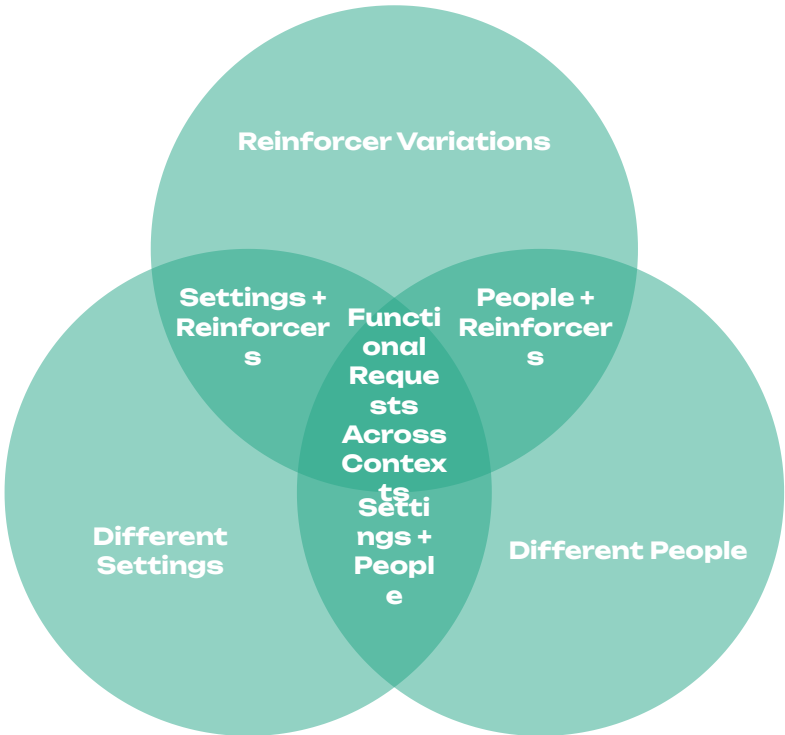 Reinforcer Variations
Settings +
Reinforcer
s
People +
Reinforcer
s
Functi
onal
Reque
sts
Across
Contex
ts
Setti
ngs +
Peopl
e
Different
Settings
Different People